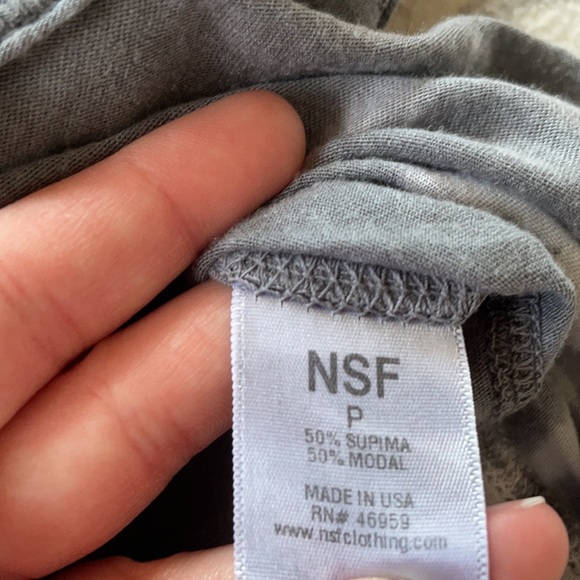 NSF
P
50% SUPIMA
50% MODAL
MADE IN USA
RN# 46959
www.nsfclothing.com